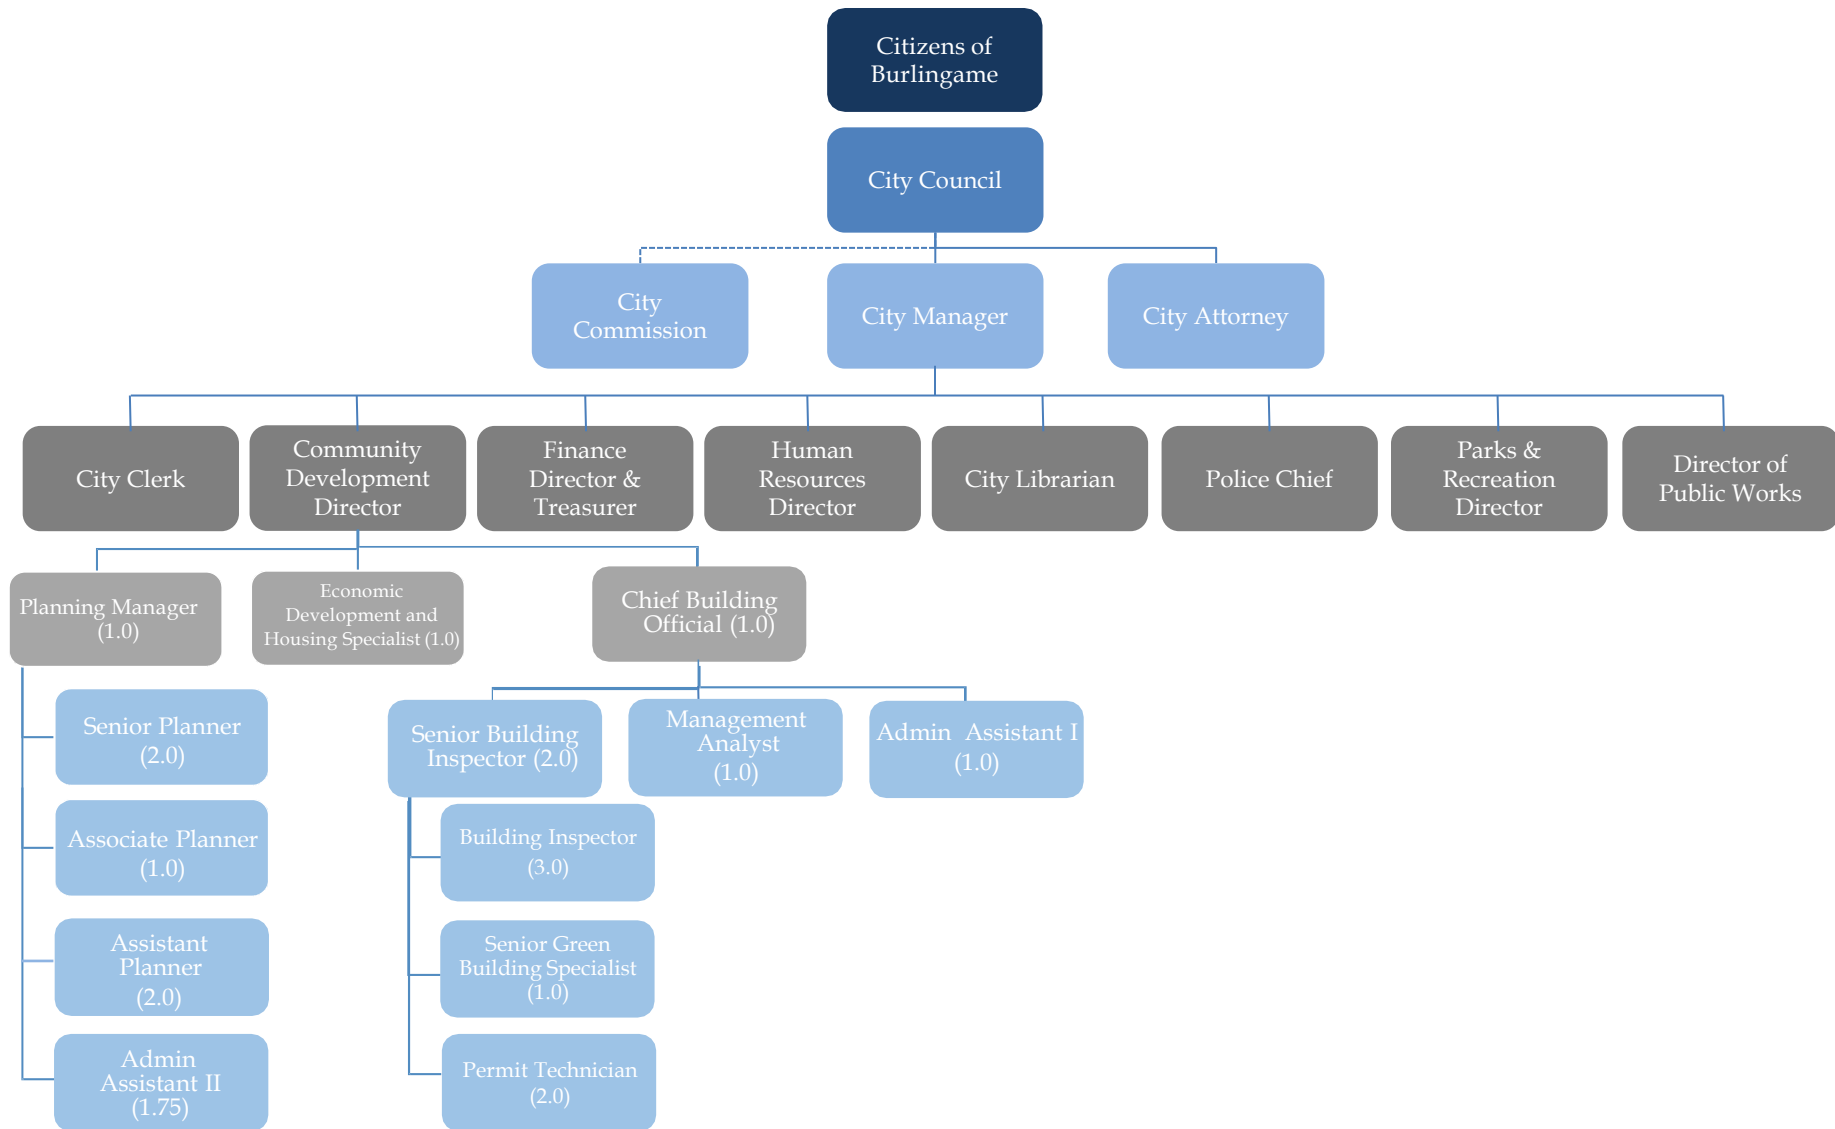 Citizens of
Burlingame
City Council
City
Commission
City Manager
City Attorney
City Clerk
Community
Development
Director
Finance
Director &
Treasurer
Human
Resources
Director
City Librarian
Police Chief
Parks &
Recreation
Director
Director of
Public Works
Planning Manager
(1.0)
Economic
Development and
Housing Specialist (1.0)
Chief Building
Official (1.0)
Senior Planner
(2.0)
Associate Planner
(1.0)
Assistant
Planner
(2.0)
Admin
Assistant II
(1.75)
Senior Building
Inspector (2.0)
Management
Analyst
(1.0)
Admin Assistant I
(1.0)
Building Inspector
(3.0)
Senior Green
Building Specialist
(1.0)
Permit Technician
(2.0)